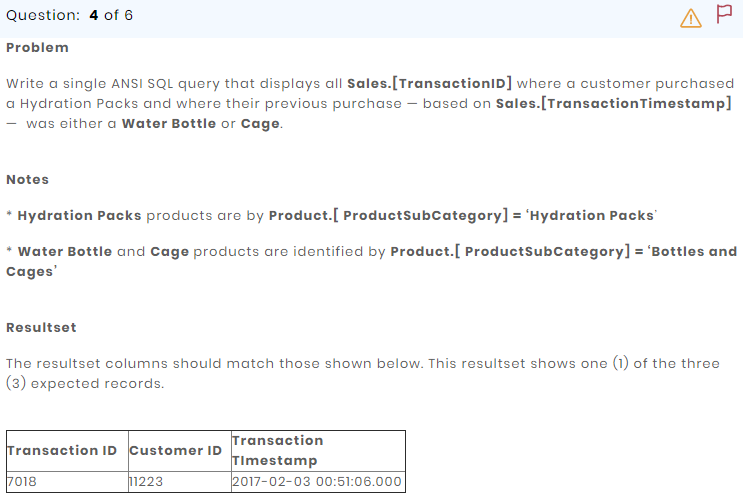 Question: 4 of 6
Problem
Write a single ANSI SQL query that displays all Sales.[TransactionID] where a customer purchased
a Hydration Packs and where their previous purchase — based on Sales.[TransactionTimestamp]
— was either a Water Bottle or Cage.
Notes
* Hydration Packs products are by Product.[ ProductSubCategory] = ‘Hydration Packs’
* Water Bottle and Cage products are identified by Product.[ ProductSubCategory] = ‘Bottles and
Cages’
Resultset
The resultset columns should match those shown below. This resultset shows one (1) of the three
(3) expected records.
Transaction ID Customer ID Transaction
TImestamp
7018 11223 2017-02-03 00:51:06.000